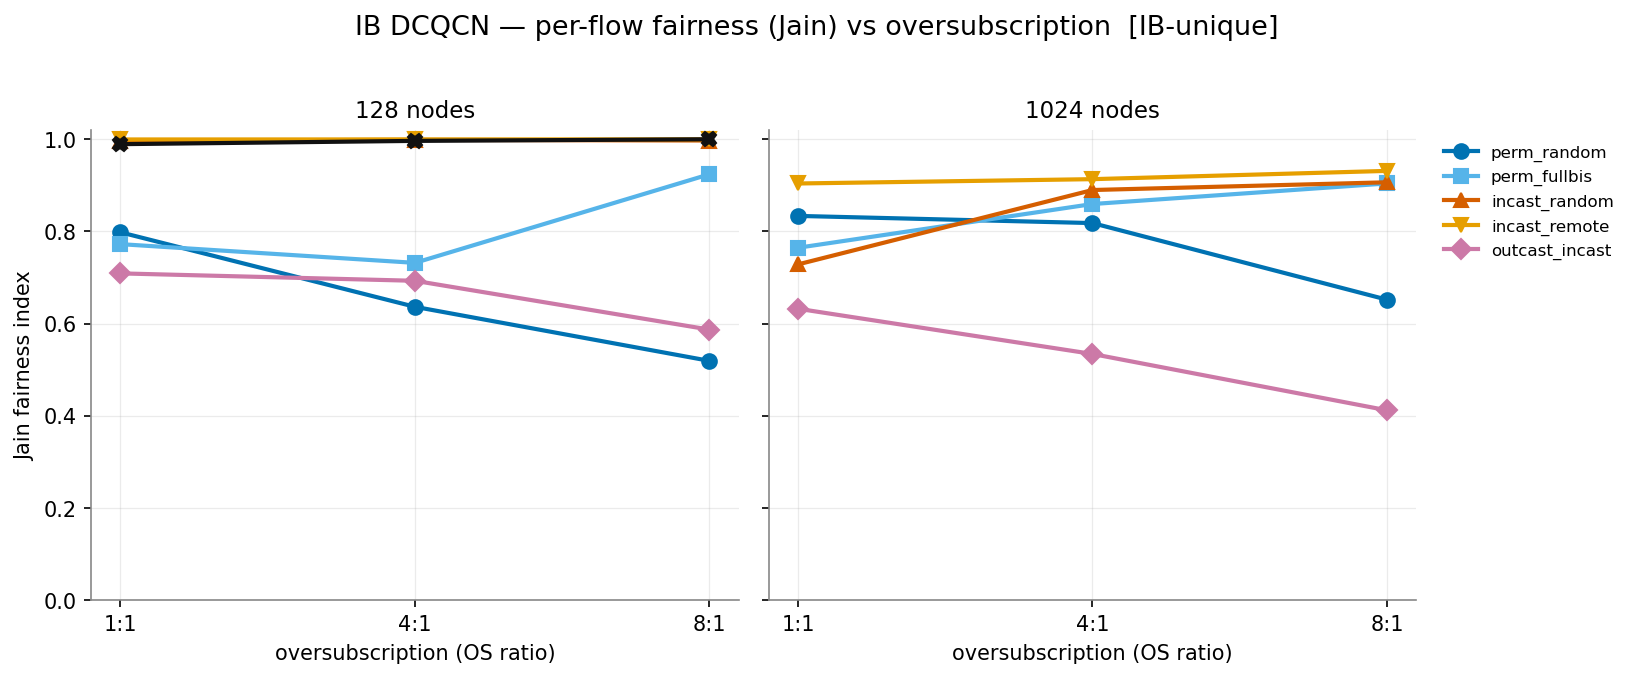 IB DCQCN — per-flow fairness (Jain) vs oversubscription [IB-unique]
128 nodes
1024 nodes
Jain fairness index
1.0
0.8
0.6
0.4
0.2
0.0
1:1
4:1
8:1
1:1
4:1
8:1
oversubscription (OS ratio)
oversubscription (OS ratio)
perm_random
perm_fullbis
incast_random
incast_remote
outcast_incast